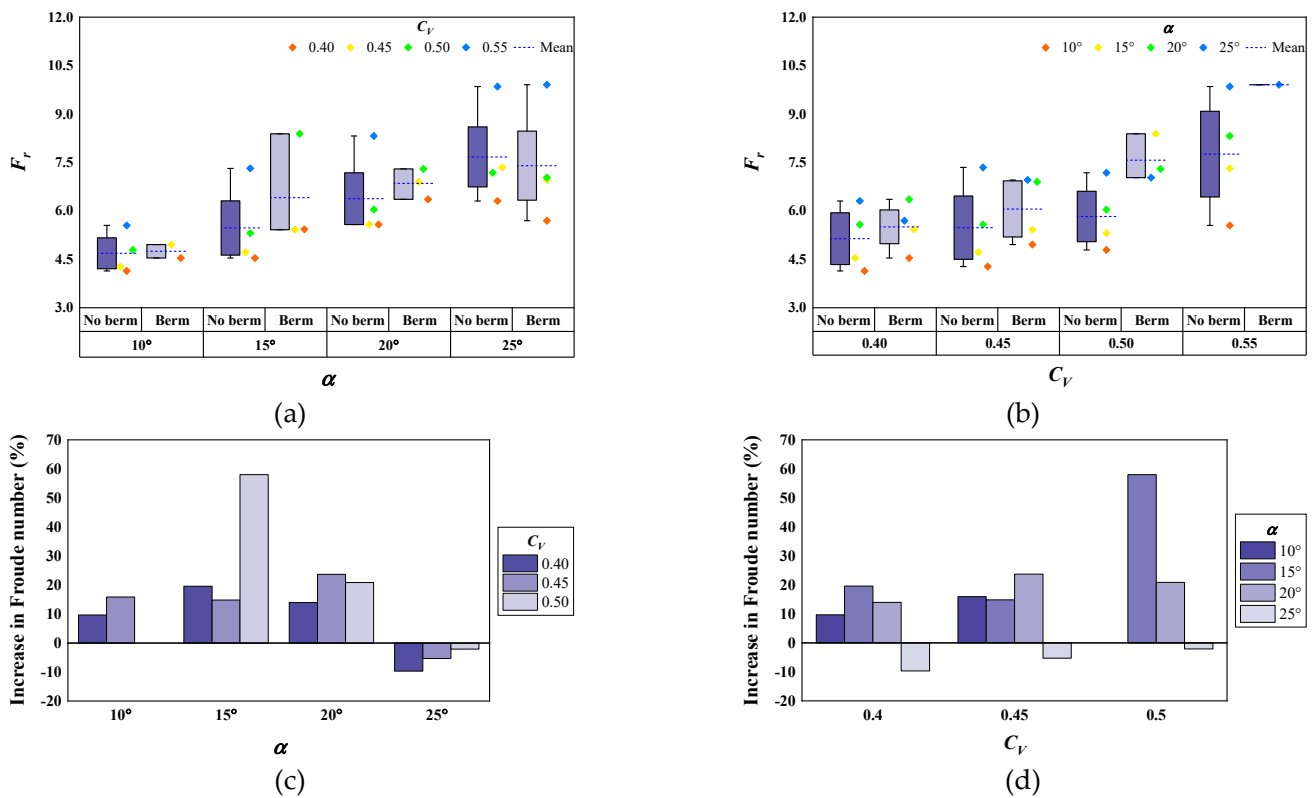 12.0
10.5
9.0
7.5
6.0
4.5
3.0
F_r
C_V
0.40 0.45 0.50 0.55 Mean
No berm Berm No berm Berm No berm Berm No berm Berm
10° 15° 20° 25°
α
(a)
12.0
10.5
9.0
7.5
6.0
4.5
3.0
F_r
α
10° 15° 20° 25° Mean
No berm Berm No berm Berm No berm Berm No berm Berm
0.40 0.45 0.50 0.55
C_V
(b)
Increase in Froude number (%)
70
60
50
40
30
20
10
0
-10
-20
10° 15° 20° 25°
α
C_V
0.40
0.45
0.50
(c)
Increase in Froude number (%)
70
60
50
40
30
20
10
0
-10
-20
0.4 0.45 0.5
C_V
α
10°
15°
20°
25°
(d)